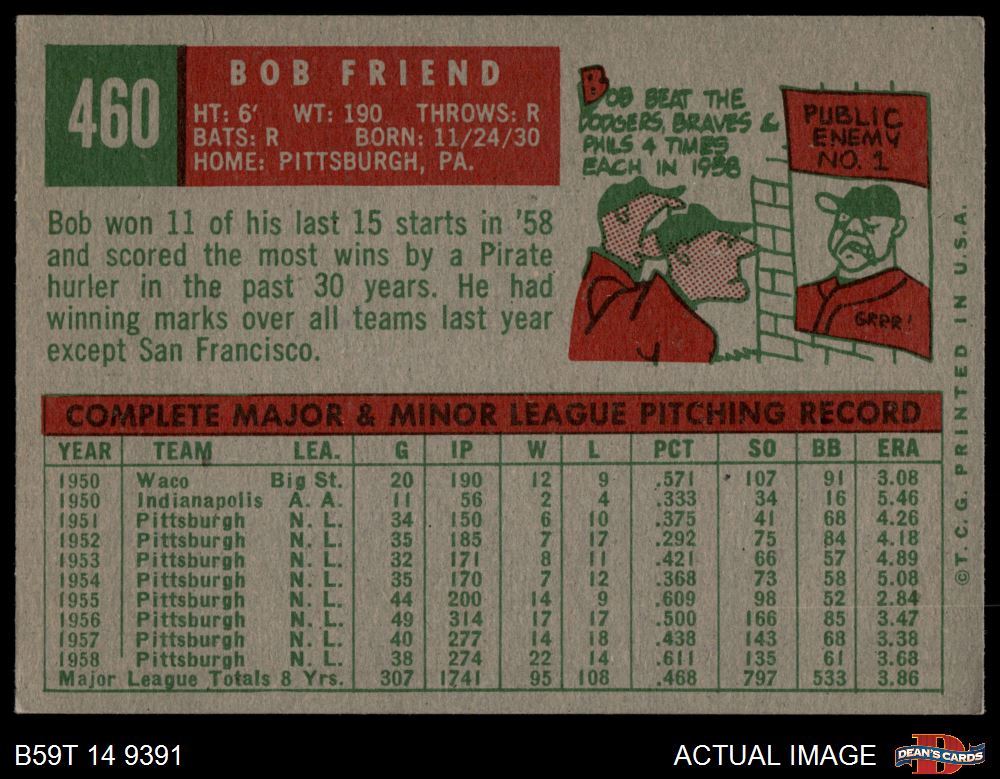 460
BOB FRIEND
HT: 6' WT: 190 THROWS: R
BATS: R BORN: 11/24/30
HOME: PITTSBURGH, PA.
Bob won 11 of his last 15 starts in '58
and scored the most wins by a Pirate
hurler in the past 30 years. He had
winning marks over all teams last year
except San Francisco.
BOB BEAT THE
DODGERS, BRAVES &
PHILS 4 TIMES
EACH IN 1958
PUBLIC
ENEMY
NO. 1
GRRR!
COMPLETE MAJOR & MINOR LEAGUE PITCHING RECORD
YEAR TEAM LEA. G IP W L PCT SO BB ERA
1950 Waco Big St. 20 190 12 9 .571 107 91 3.08
1950 Indianapolis A. A. 11 56 2 4 .333 34 16 5.46
1951 Pittsburgh N. L. 34 150 6 10 .375 41 68 4.26
1952 Pittsburgh N. L. 35 185 7 17 .292 75 84 4.18
1953 Pittsburgh N. L. 32 171 8 11 .421 66 57 4.89
1954 Pittsburgh N. L. 35 170 7 12 .368 73 58 5.08
1955 Pittsburgh N. L. 44 200 14 9 .609 98 52 2.84
1956 Pittsburgh N. L. 49 314 17 17 .500 166 85 3.47
1957 Pittsburgh N. L. 40 277 14 18 .438 143 68 3.38
1958 Pittsburgh N. L. 38 274 22 14 .611 135 61 3.68
Major League Totals 8 Yrs. 307 1741 95 108 .468 797 533 3.86
© T. C. G. PRINTED IN U.S.A.
B59T 14 9391
ACTUAL IMAGE
DEAN'S CARDS